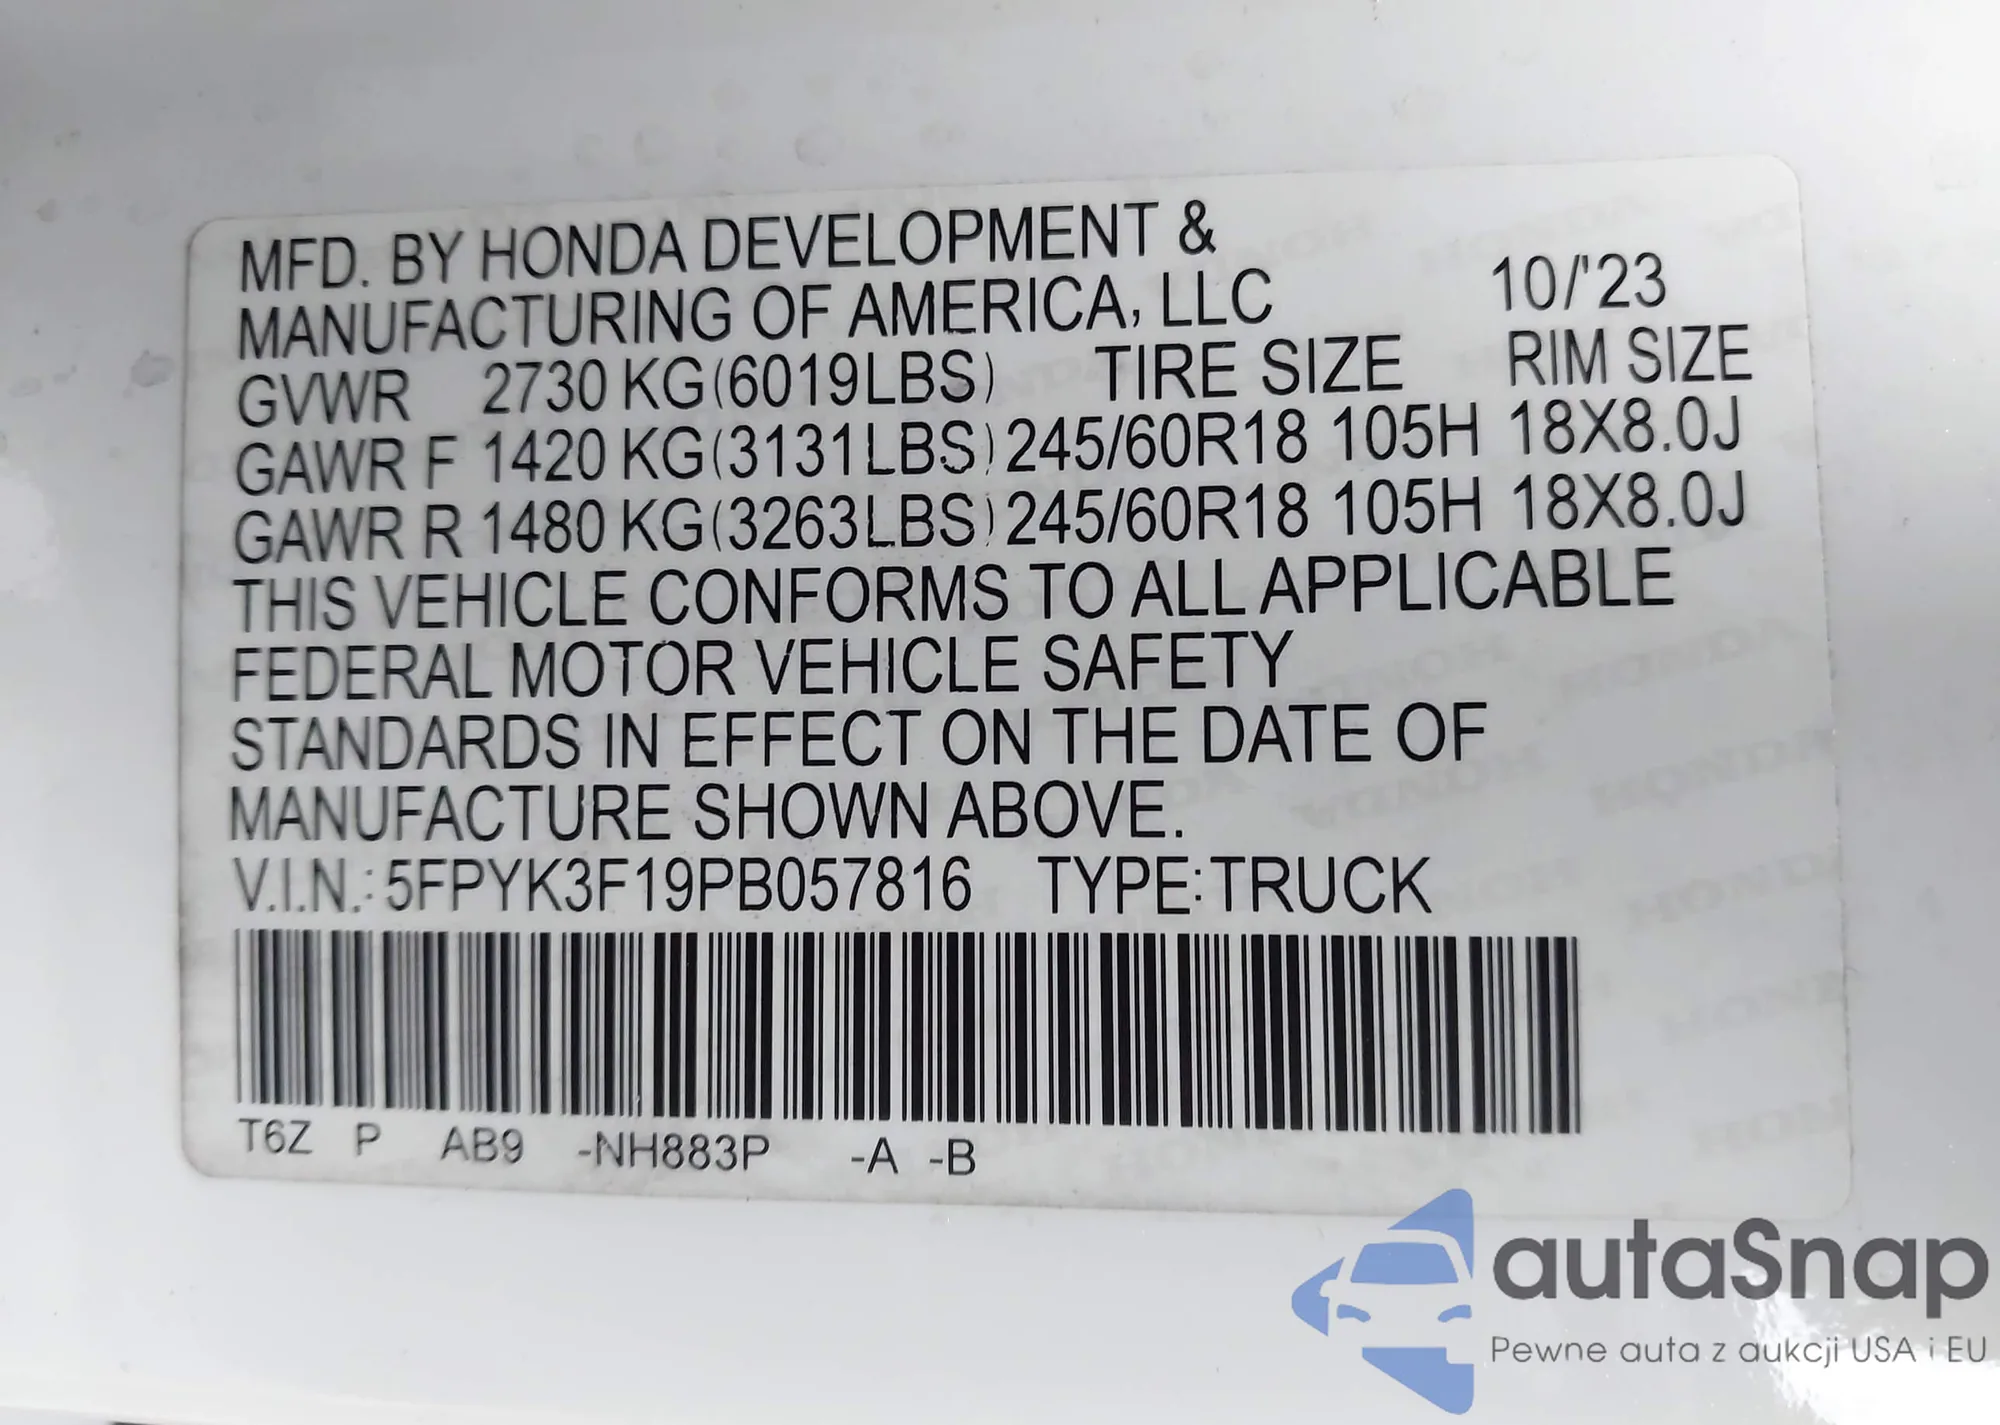 MFD. BY HONDA DEVELOPMENT &
MANUFACTURING OF AMERICA, LLC 10/'23
GVWR 2730 KG(6019LBS) TIRE SIZE RIM SIZE
GAWR F 1420 KG(3131LBS) 245/60R18 105H 18X8.0J
GAWR R 1480 KG(3263LBS) 245/60R18 105H 18X8.0J
THIS VEHICLE CONFORMS TO ALL APPLICABLE
FEDERAL MOTOR VEHICLE SAFETY
STANDARDS IN EFFECT ON THE DATE OF
MANUFACTURE SHOWN ABOVE.
V.I.N.: 5FPYK3F19PB057816 TYPE:TRUCK
T6Z P AB9 -NH883P -A -B
autaSnap
Pewne auta z aukcji USA i EU